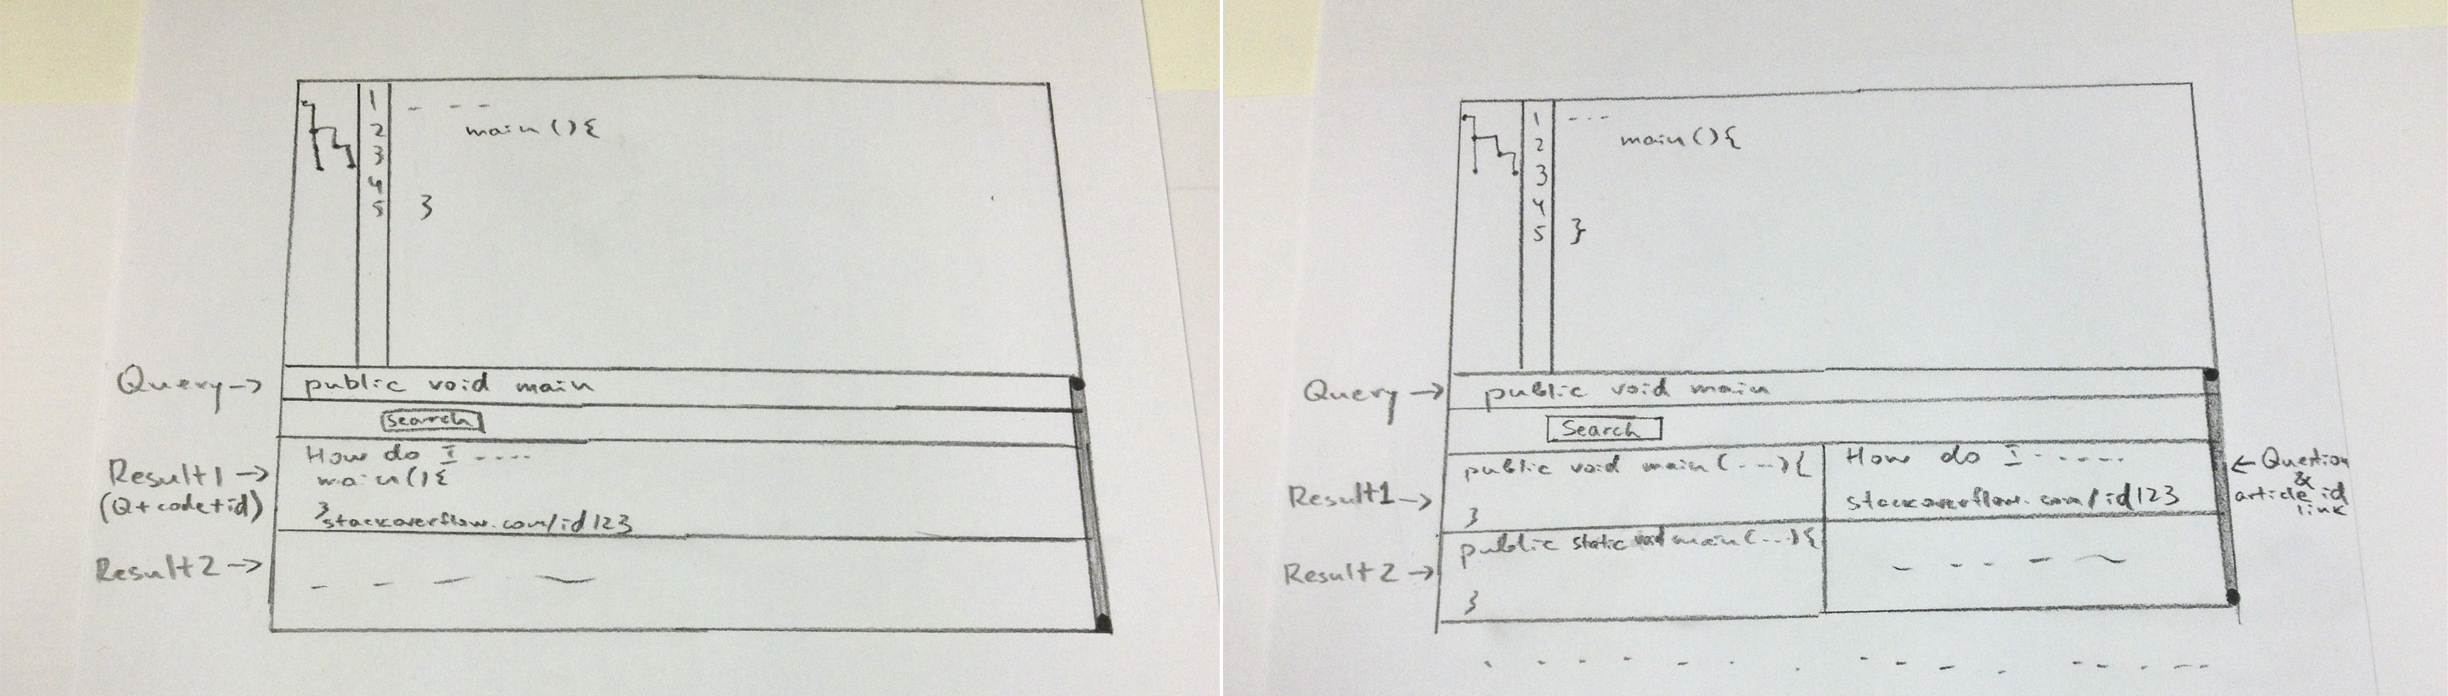 1 - - -
2 main(){
3
4
5 }
Query → public void main
Search
Result1 →
(Q+code+id)
How do I ....
main(){
}
stackoverflow.com/id123
Result2 →
1 ---
2 main(){
3
4
5 }
Query → public void main
Search
Result1 →
public void main(...){
}
How do I .....
stackoverflow.com/id123
← Question
&
article id
link
Result2 →
public static void main(...){
}